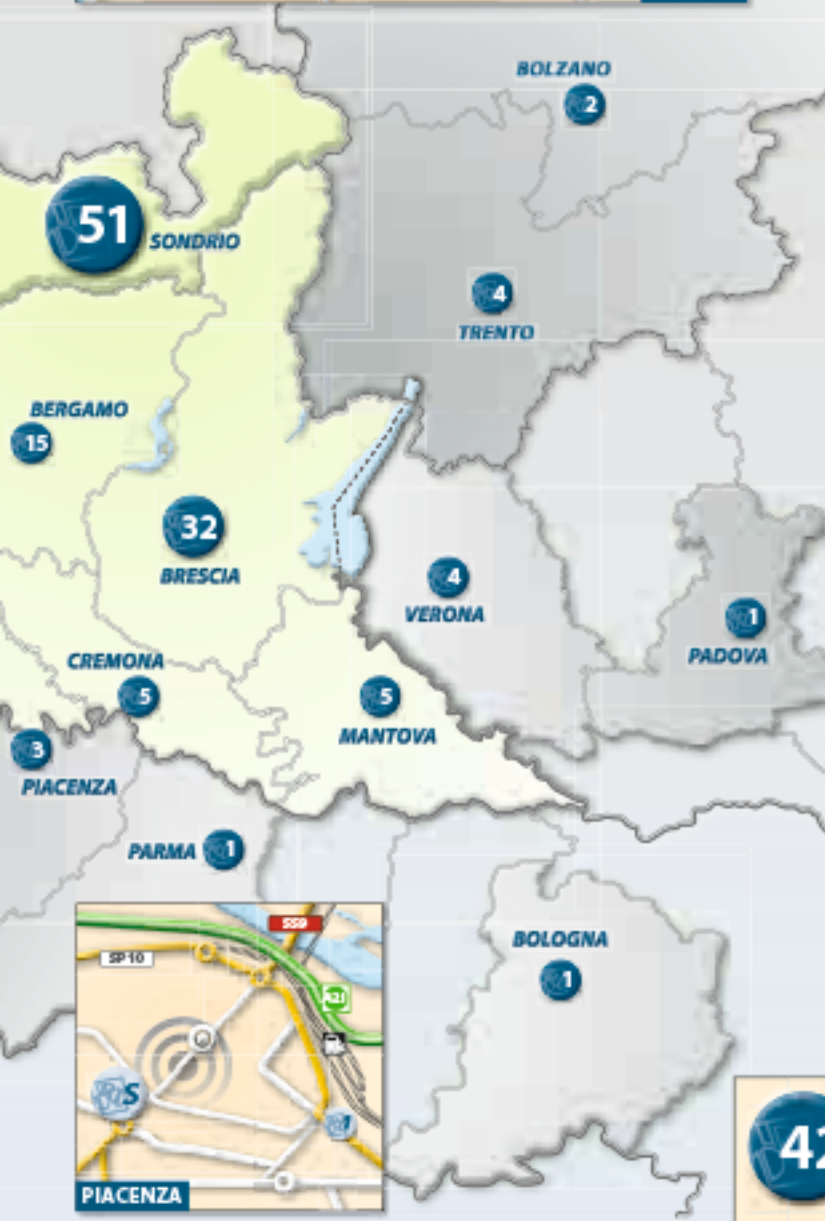 BOLZANO
2
51 SONDRIO
4
TRENTO
BERGAMO
15
32
BRESCIA
4
VERONA
1
PADOVA
CREMONA
5
5
MANTOVA
3
PIACENZA
PARMA 1
BOLOGNA
1
SS9
SP10
A21
S
1
PIACENZA